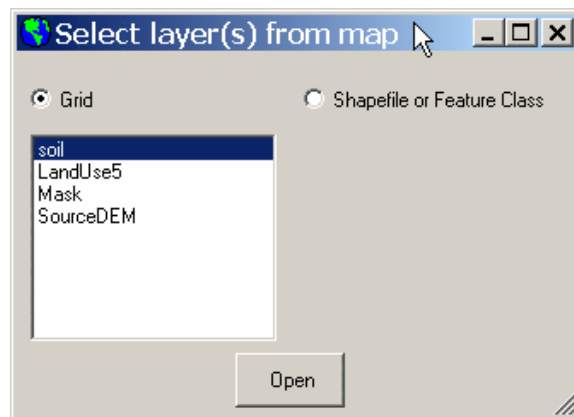 Select layer(s) from map
Grid
Shapefile or Feature Class
soil
LandUse5
Mask
SourceDEM
Open